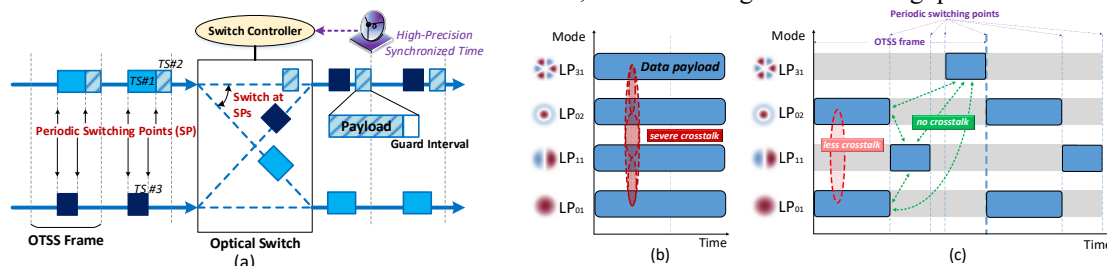 Switch Controller
High-Precision
Synchronized Time
TS#2
TS#1
Switch at
SPs
Periodic Switching Points (SP)
Payload
Guard Interval
TS#3
OTSS Frame
Optical Switch
(a)
Mode
LP31
LP02
LP11
LP01
Data payload
severe crosstalk
Time
(b)
Periodic switching points
OTSS frame
Mode
LP31
LP02
LP11
LP01
no crosstalk
less crosstalk
Time
(c)